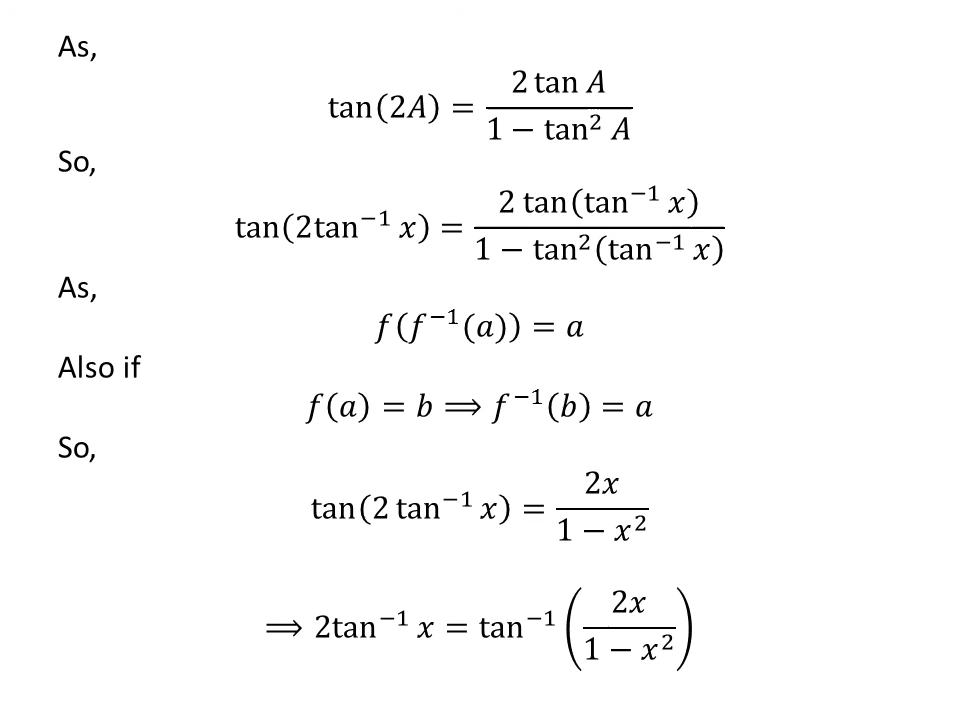 As,
tan(2A) = 2 tan A / 1 − tan² A
So,
tan(2tan⁻¹ x) = 2 tan(tan⁻¹ x) / 1 − tan²(tan⁻¹ x)
As,
f(f⁻¹(a)) = a
Also if
f(a) = b ⟹ f⁻¹(b) = a
So,
tan(2 tan⁻¹ x) = 2x / 1 − x²
⟹ 2tan⁻¹ x = tan⁻¹ (2x / 1 − x²)